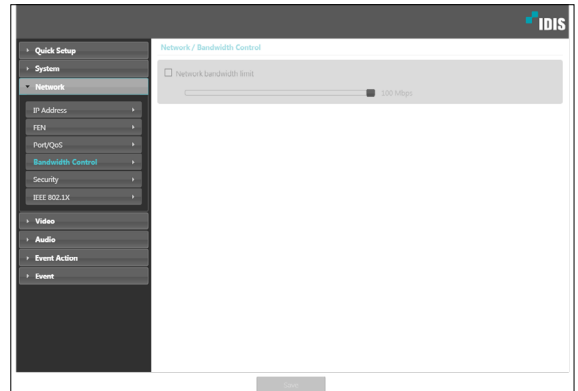 IDIS
Quick Setup
System
Network
IP Address
FEN
Port/QoS
Bandwidth Control
Security
IEEE 802.1X
Video
Audio
Event Action
Event
Network / Bandwidth Control
Network bandwidth limit
100 Mbps
Save